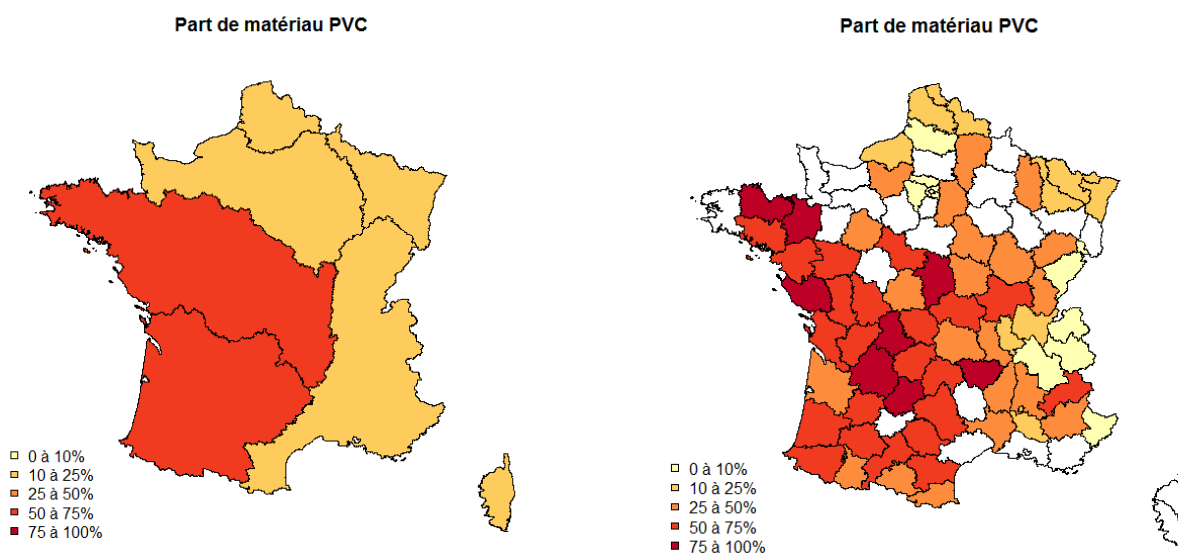 Part de matériau PVC
0 à 10%
10 à 25%
25 à 50%
50 à 75%
75 à 100%
Part de matériau PVC
0 à 10%
10 à 25%
25 à 50%
50 à 75%
75 à 100%